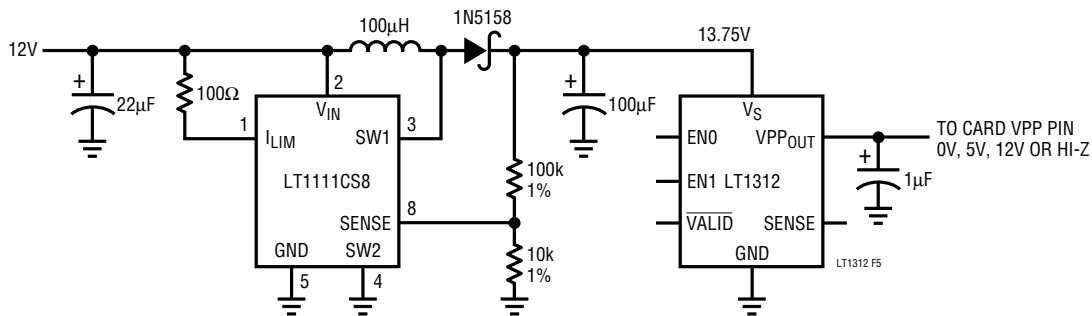 12V
100μH
1N5158
13.75V
+
22μF
100Ω
2
VIN
1
ILIM
SW1
3
LT1111CS8
SENSE
8
GND
SW2
5
4
100k
1%
10k
1%
+
100μF
VS
EN0
VPPOUT
EN1
LT1312
VALID
SENSE
GND
+
1μF
TO CARD VPP PIN
0V, 5V, 12V OR HI-Z
LT1312 F5